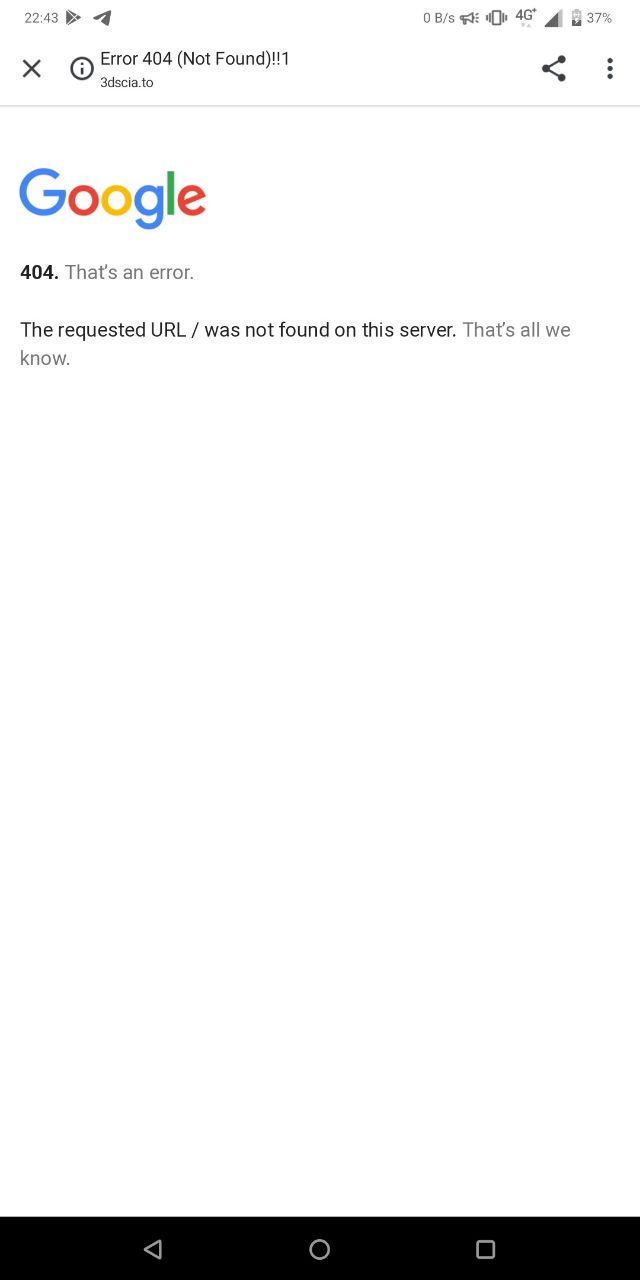 22:43 0 B/s 4G+ 37%
Error 404 (Not Found)!!1
3dscia.to
Google
404. That's an error.
The requested URL / was not found on this server. That's all we
know.